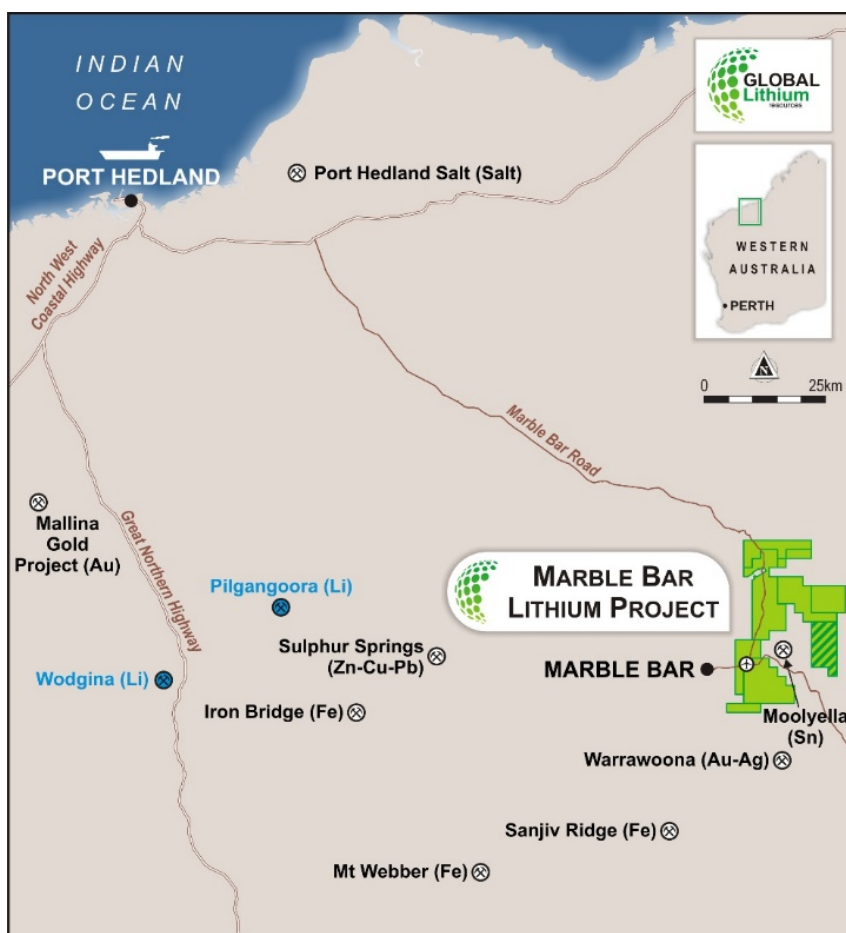 INDIAN
OCEAN
PORT HEDLAND
Port Hedland Salt (Salt)
GLOBAL
Lithium
resources
WESTERN
AUSTRALIA
PERTH
N
0 25km
North West
Coastal Highway
Marble Bar Road
Great Northern Highway
Mallina
Gold
Project (Au)
Pilgangoora (Li)
MARBLE BAR
LITHIUM PROJECT
Sulphur Springs
(Zn-Cu-Pb)
MARBLE BAR
Wodgina (Li)
Iron Bridge (Fe)
Moolyella
(Sn)
Warrawoona (Au-Ag)
Sanjiv Ridge (Fe)
Mt Webber (Fe)